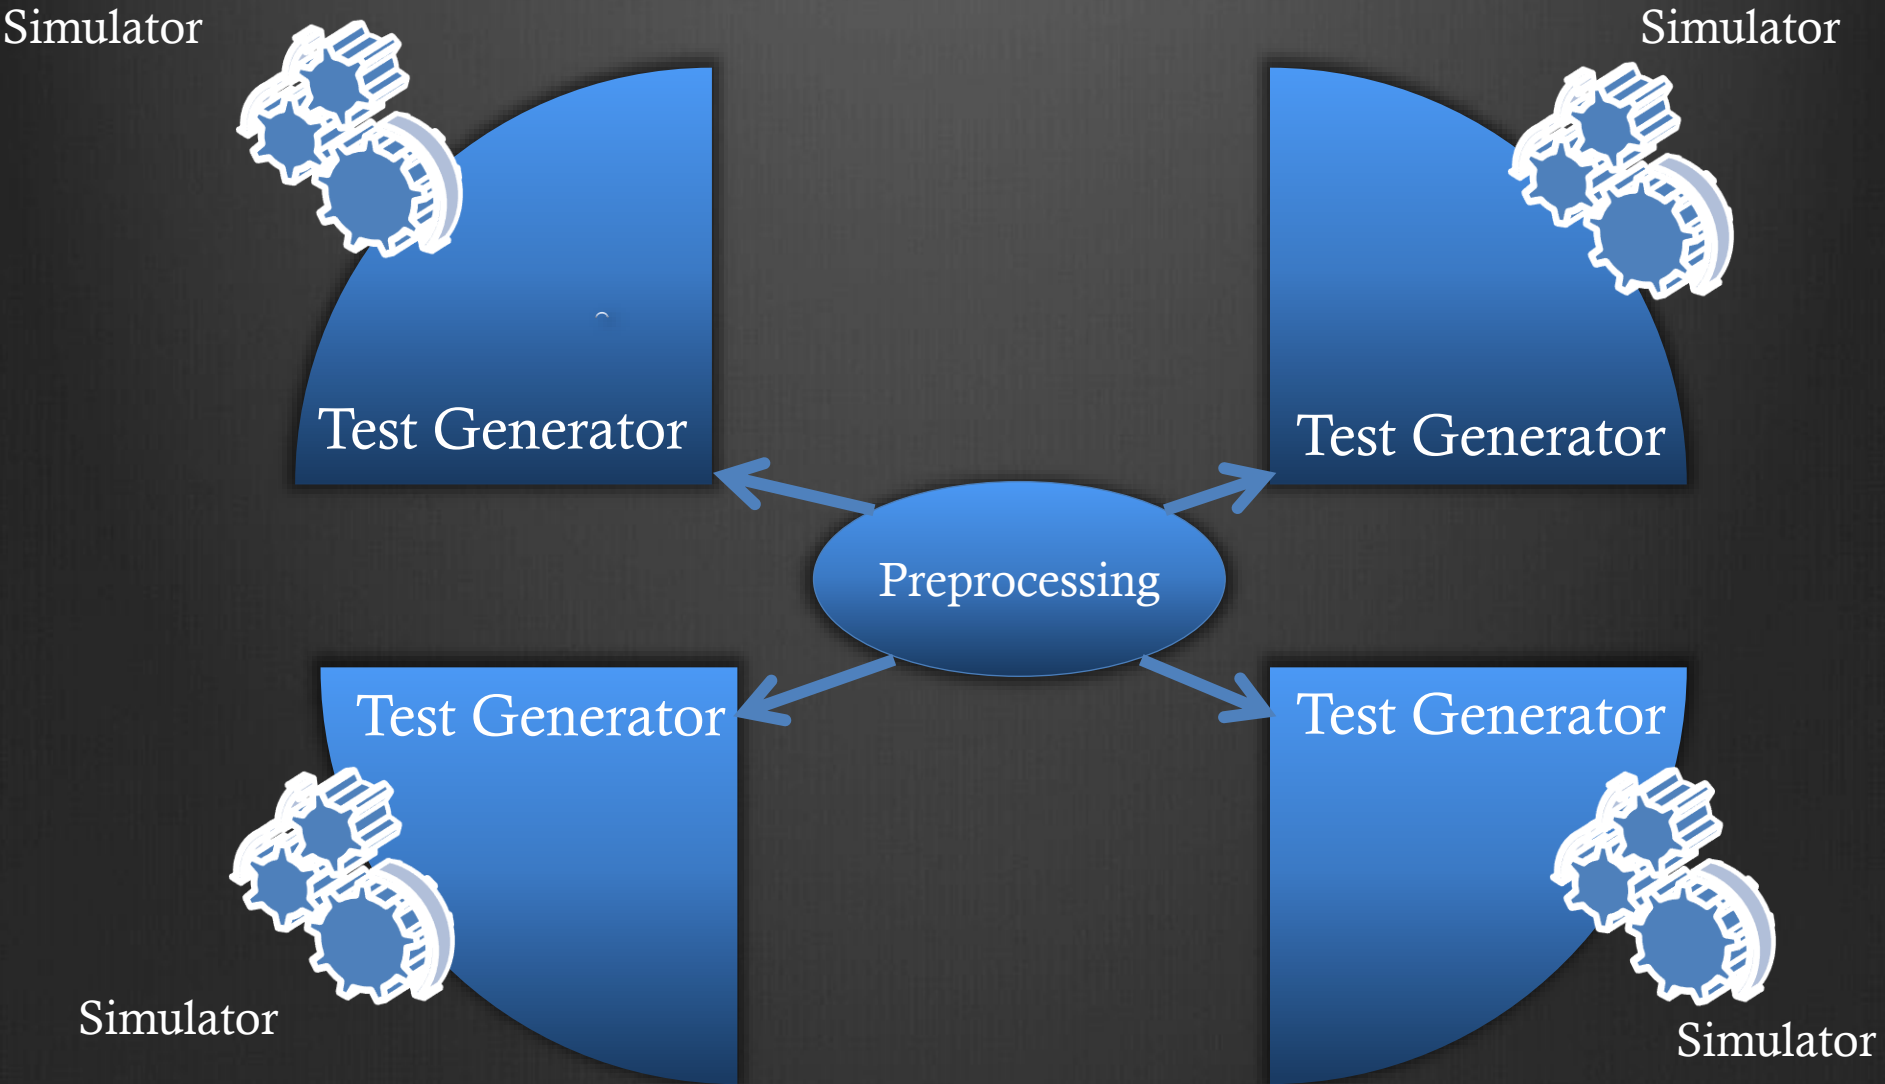 Simulator
Simulator
Test Generator
Test Generator
Preprocessing
Test Generator
Test Generator
Simulator
Simulator